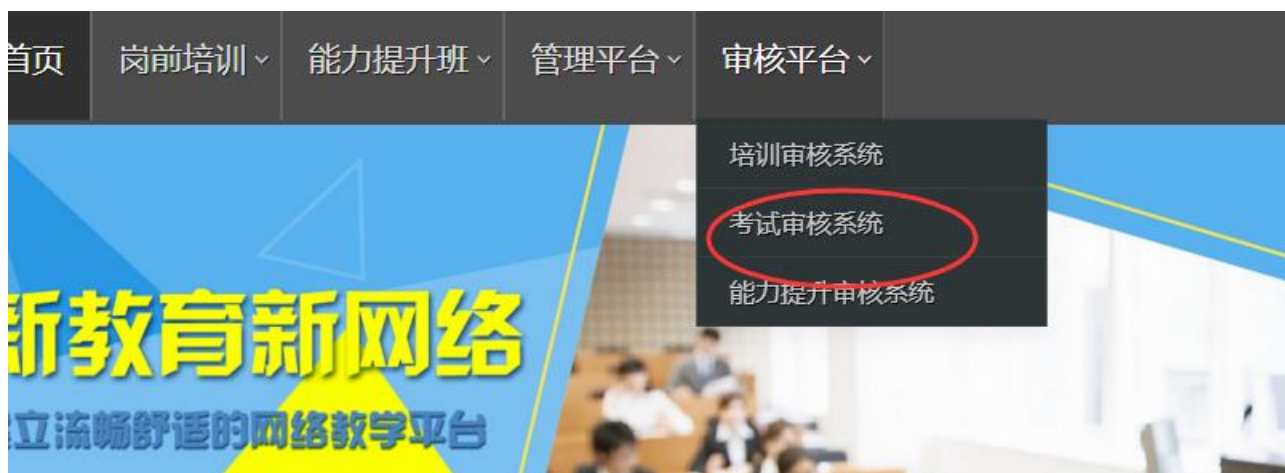 首页 岗前培训 能力提升班 管理平台 审核平台
培训审核系统
考试审核系统
能力提升审核系统
新教育新网络
立流畅舒适的网络教学平台